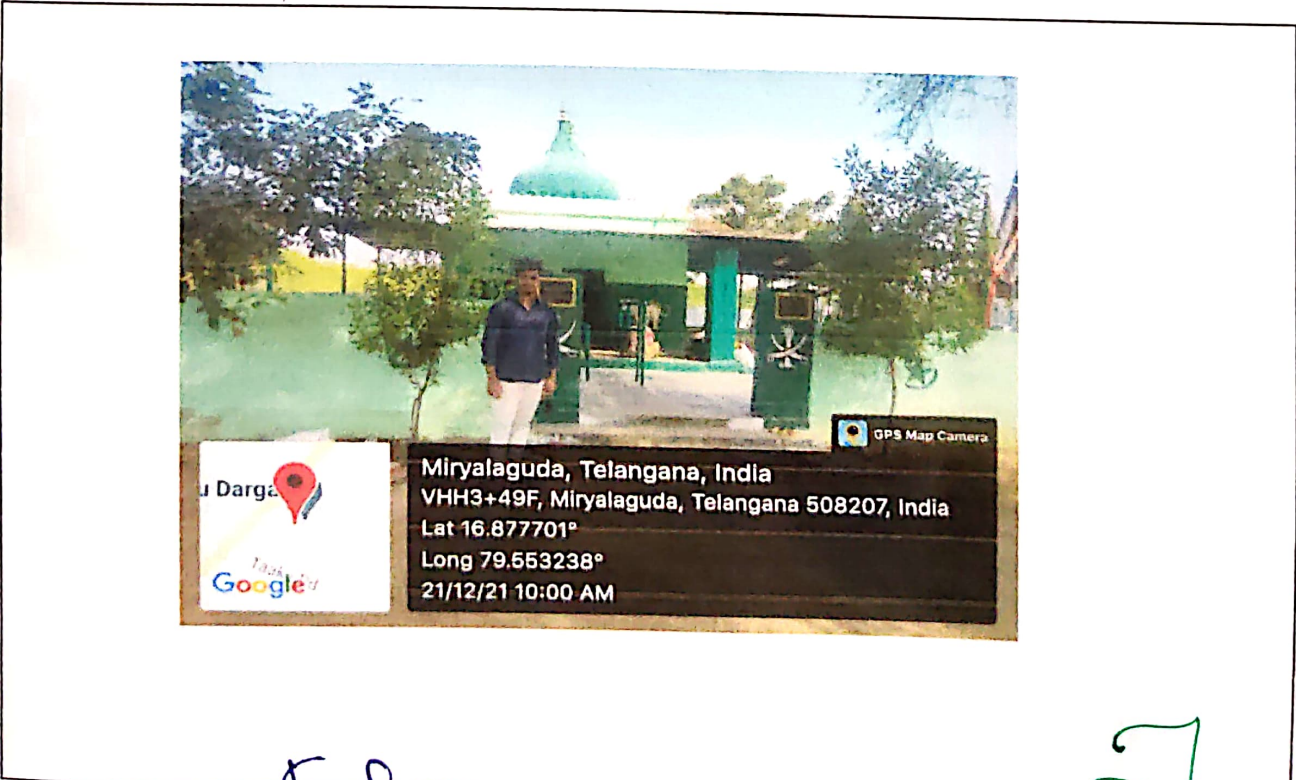 GPS Map Camera
Miryalaguda, Telangana, India
VHH3+49F, Miryalaguda, Telangana 508207, India
Lat 16.877701°
Long 79.553238°
21/12/21 10:00 AM
Google